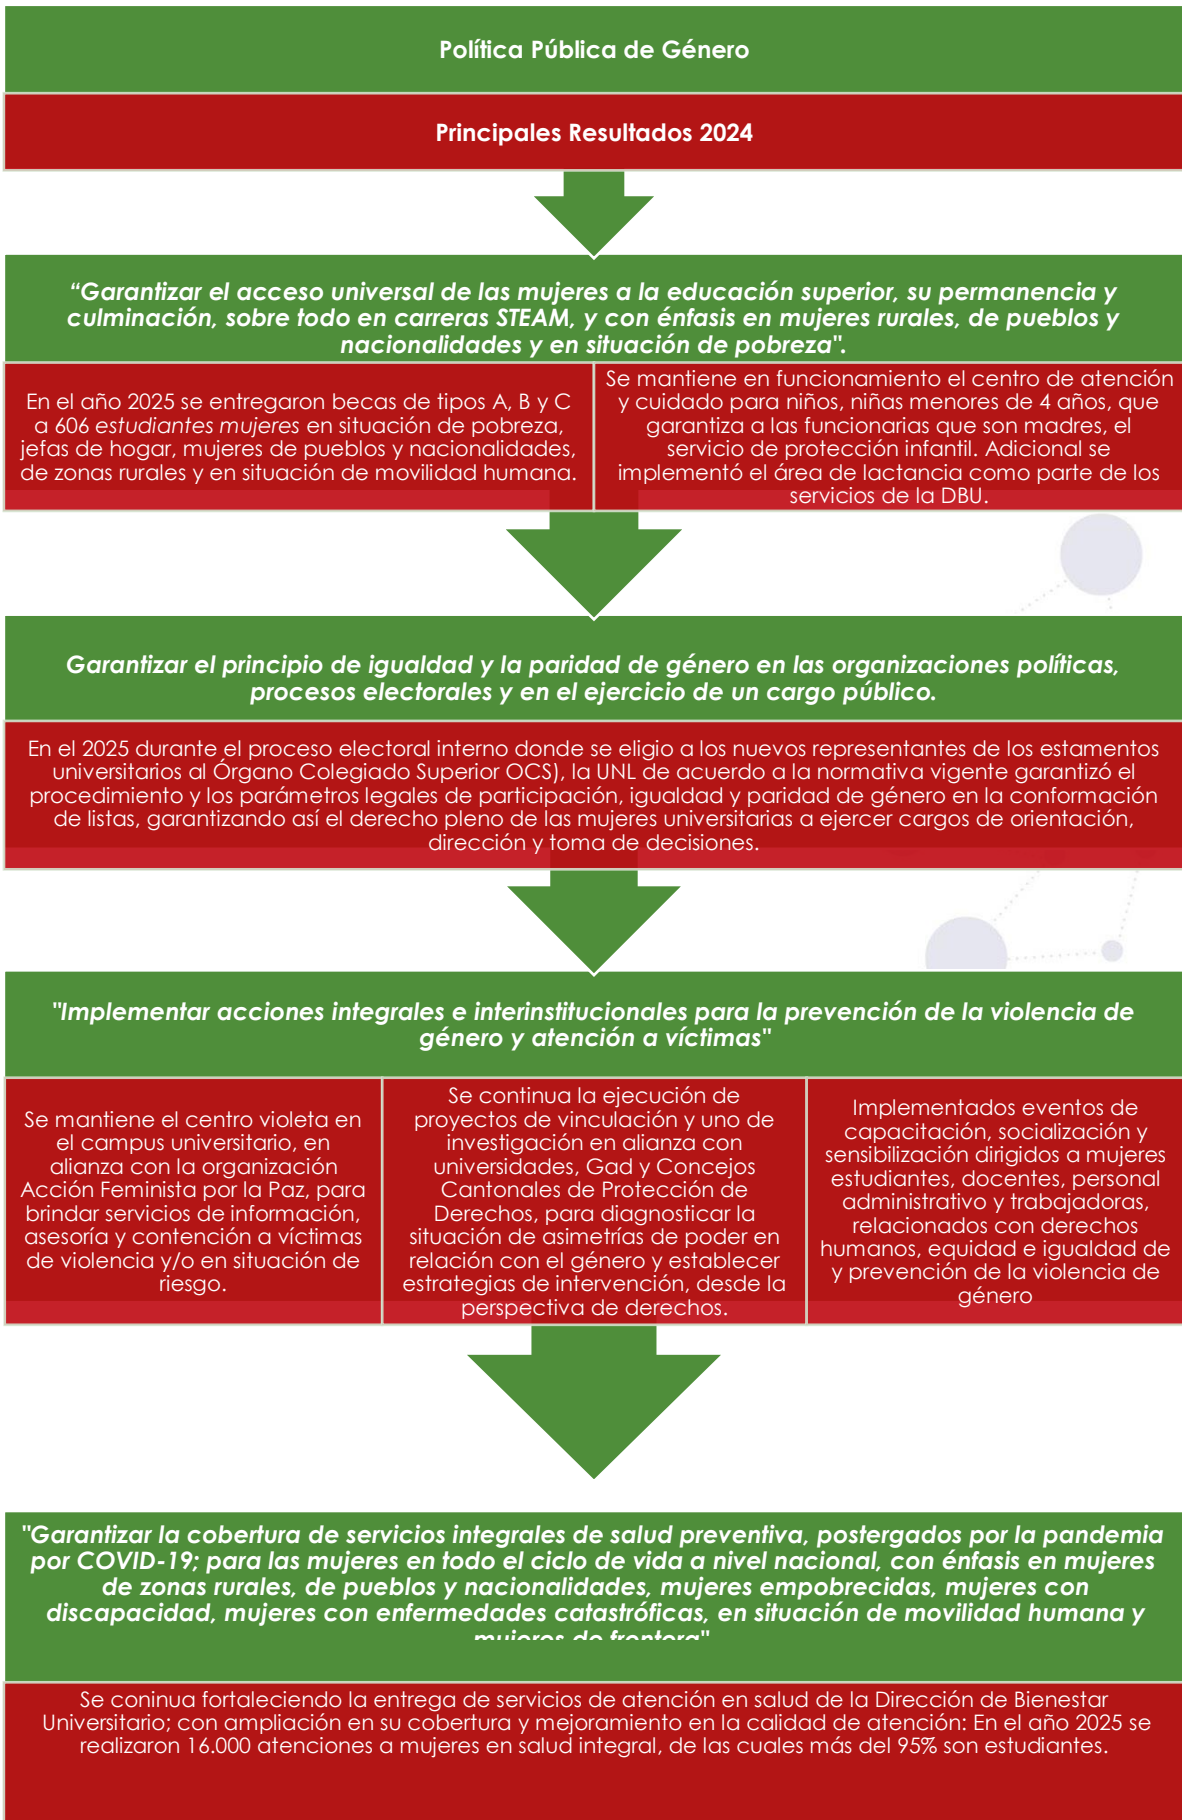 Política Pública de Género
Principales Resultados 2024
“Garantizar el acceso universal de las mujeres a la educación superior, su permanencia y
culminación, sobre todo en carreras STEAM, y con énfasis en mujeres rurales, de pueblos y
nacionalidades y en situación de pobreza".
En el año 2025 se entregaron becas de tipos A, B y C
a 606 estudiantes mujeres en situación de pobreza,
jefas de hogar, mujeres de pueblos y nacionalidades,
de zonas rurales y en situación de movilidad humana.
Se mantiene en funcionamiento el centro de atención
y cuidado para niños, niñas menores de 4 años, que
garantiza a las funcionarias que son madres, el
servicio de protección infantil. Adicional se
implementó el área de lactancia como parte de los
servicios de la DBU.
Garantizar el principio de igualdad y la paridad de género en las organizaciones políticas,
procesos electorales y en el ejercicio de un cargo público.
En el 2025 durante el proceso electoral interno donde se eligio a los nuevos representantes de los estamentos
universitarios al Órgano Colegiado Superior OCS), la UNL de acuerdo a la normativa vigente garantizó el
procedimiento y los parámetros legales de participación, igualdad y paridad de género en la conformación
de listas, garantizando así el derecho pleno de las mujeres universitarias a ejercer cargos de orientación,
dirección y toma de decisiones.
"Implementar acciones integrales e interinstitucionales para la prevención de la violencia de
género y atención a víctimas"
Se mantiene el centro violeta en
el campus universitario, en
alianza con la organización
Acción Feminista por la Paz, para
brindar servicios de información,
asesoría y contención a víctimas
de violencia y/o en situación de
riesgo.
Se continua la ejecución de
proyectos de vinculación y uno de
investigación en alianza con
universidades, Gad y Concejos
Cantonales de Protección de
Derechos, para diagnosticar la
situación de asimetrías de poder en
relación con el género y establecer
estrategias de intervención, desde la
perspectiva de derechos.
Implementados eventos de
capacitación, socialización y
sensibilización dirigidos a mujeres
estudiantes, docentes, personal
administrativo y trabajadoras,
relacionados con derechos
humanos, equidad e igualdad de
y prevención de la violencia de
género
"Garantizar la cobertura de servicios integrales de salud preventiva, postergados por la pandemia
por COVID-19; para las mujeres en todo el ciclo de vida a nivel nacional, con énfasis en mujeres
de zonas rurales, de pueblos y nacionalidades, mujeres empobrecidas, mujeres con
discapacidad, mujeres con enfermedades catastróficas, en situación de movilidad humana y
mujeres de frontera"
Se coninua fortaleciendo la entrega de servicios de atención en salud de la Dirección de Bienestar
Universitario; con ampliación en su cobertura y mejoramiento en la calidad de atención: En el año 2025 se
realizaron 16.000 atenciones a mujeres en salud integral, de las cuales más del 95% son estudiantes.